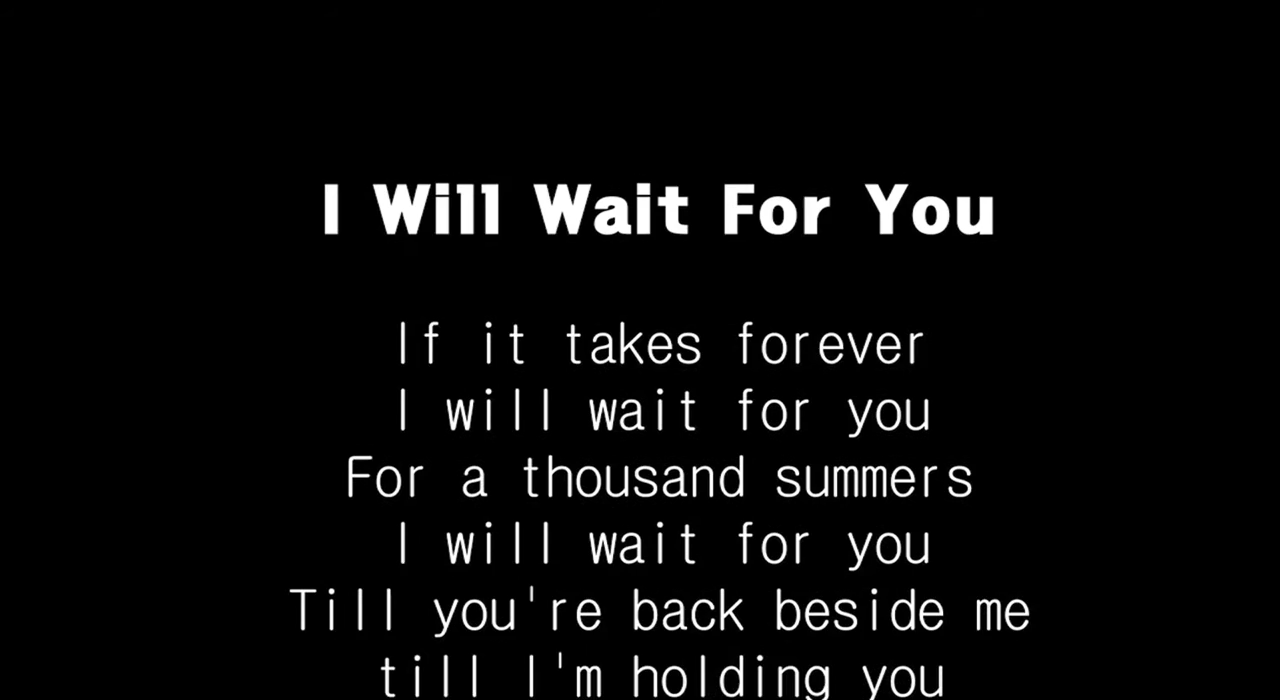 I Will Wait For You
If it takes forever
I will wait for you
For a thousand summers
I will wait for you
Till you're back beside me
till I'm holding you